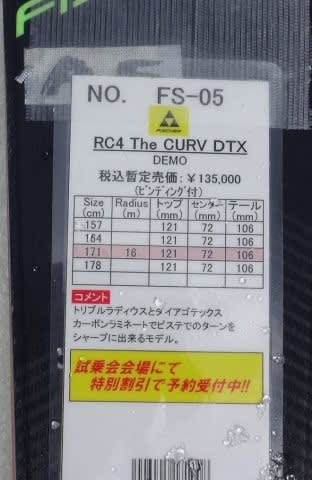 FIS
NO. FS-05
FISCHER
RC4 The CURV DTX
DEMO
税込暫定売価：￥135,000
(ビンディング付)
Size (cm) Radius (m) トップ (mm) センター (mm) テール (mm)
157 121 72 106
164 121 72 106
171 16 121 72 106
178 121 72 106
コメント
トリプルラディウスとダイアゴテックス
カーボンラミネートでピステでのターンを
シャープに出来るモデル。
試乗会会場にて
特別割引で予約受付中!!